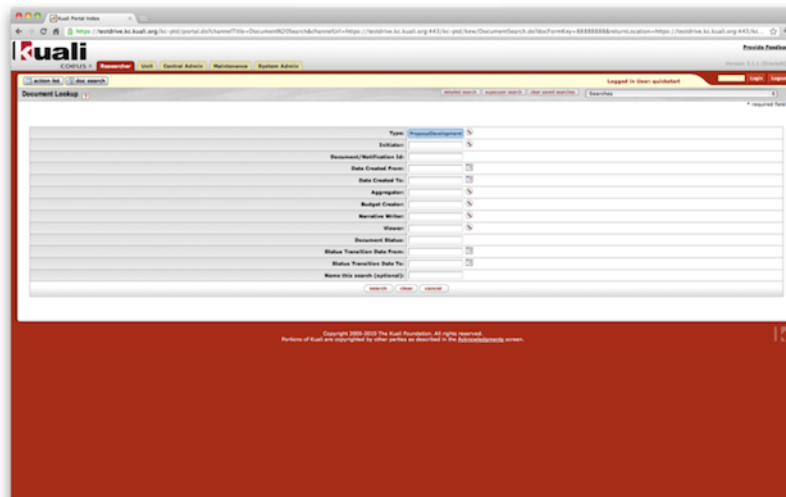 Kuali Portal Index
https://testdrive.kc.kuali.org/kc-ptd/portal.do?channelTitle=Document%20Search&channelUrl=https://testdrive.kc.kuali.org:443/kc-ptd/kew/DocumentSearch.do?docFormKey=88888888&returnLocation=https://testdrive.kc.kuali.org:443/kc...
Kuali
coeus
Provide Feedback
Researcher Unit Central Admin Maintenance System Admin
action list doc search
Logged in User: quickstart
Login Logout
Document Lookup ?
detailed search superuser search clear saved searches Searches
* required field
Type: ProposalDevelopment
Initiator:
Document/Notification Id:
Date Created From:
Date Created To:
Aggregator:
Budget Creator:
Narrative Writer:
Viewer:
Document Status:
Status Transition Date From:
Status Transition Date To:
Name this search (optional):
search clear cancel
Copyright 2005-2010 The Kuali Foundation. All rights reserved.
Portions of Kuali are copyrighted by other parties as described in the Acknowledgments screen.